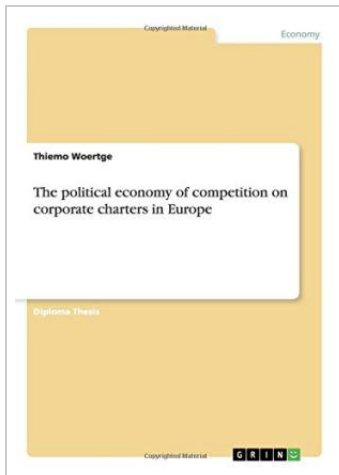 Copyrighted Material
Economy
Thiemo Woertge
The political economy of competition on
corporate charters in Europe
Diploma Thesis
Copyrighted Material
GRIN